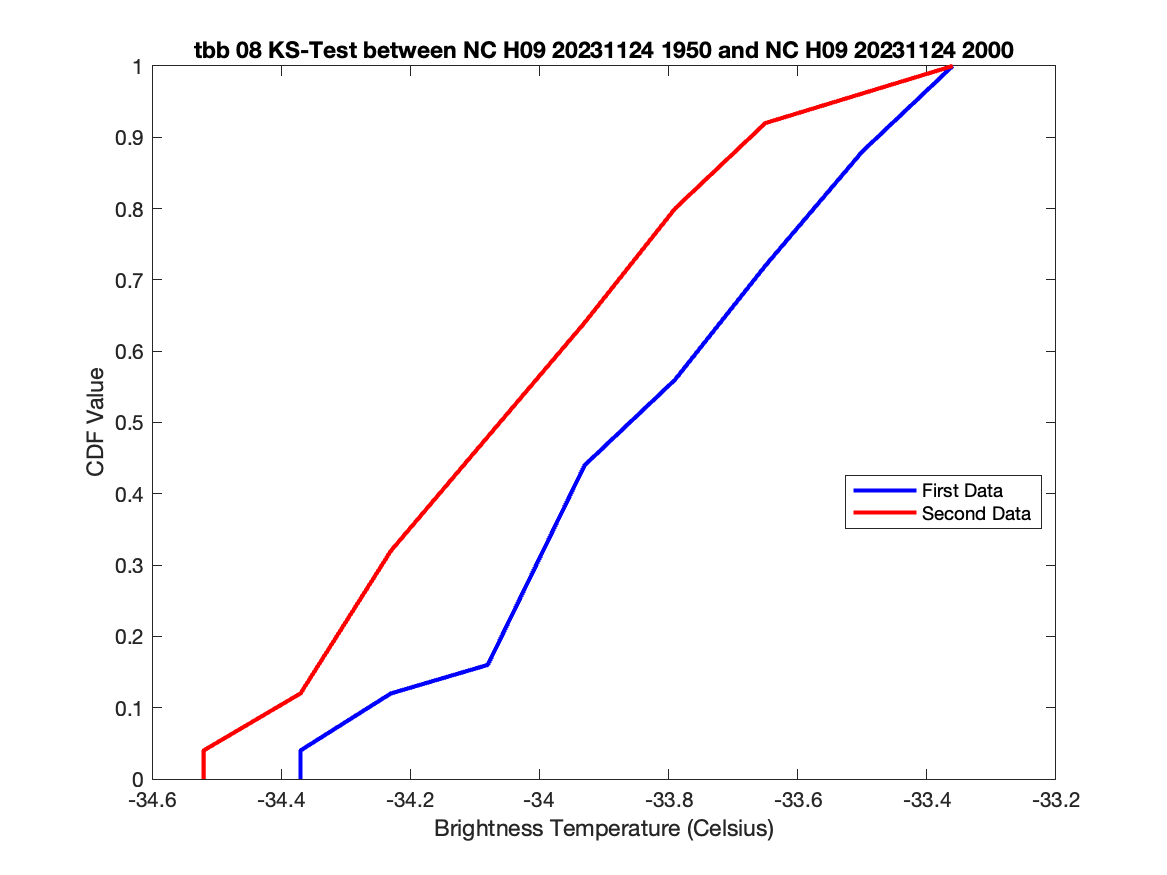 tbb 08 KS-Test between NC H09 20231124 1950 and NC H09 20231124 2000
1
0.9
0.8
0.7
0.6
0.5
0.4
0.3
0.2
0.1
0
CDF Value
First Data
Second Data
-34.6 -34.4 -34.2 -34 -33.8 -33.6 -33.4 -33.2
Brightness Temperature (Celsius)